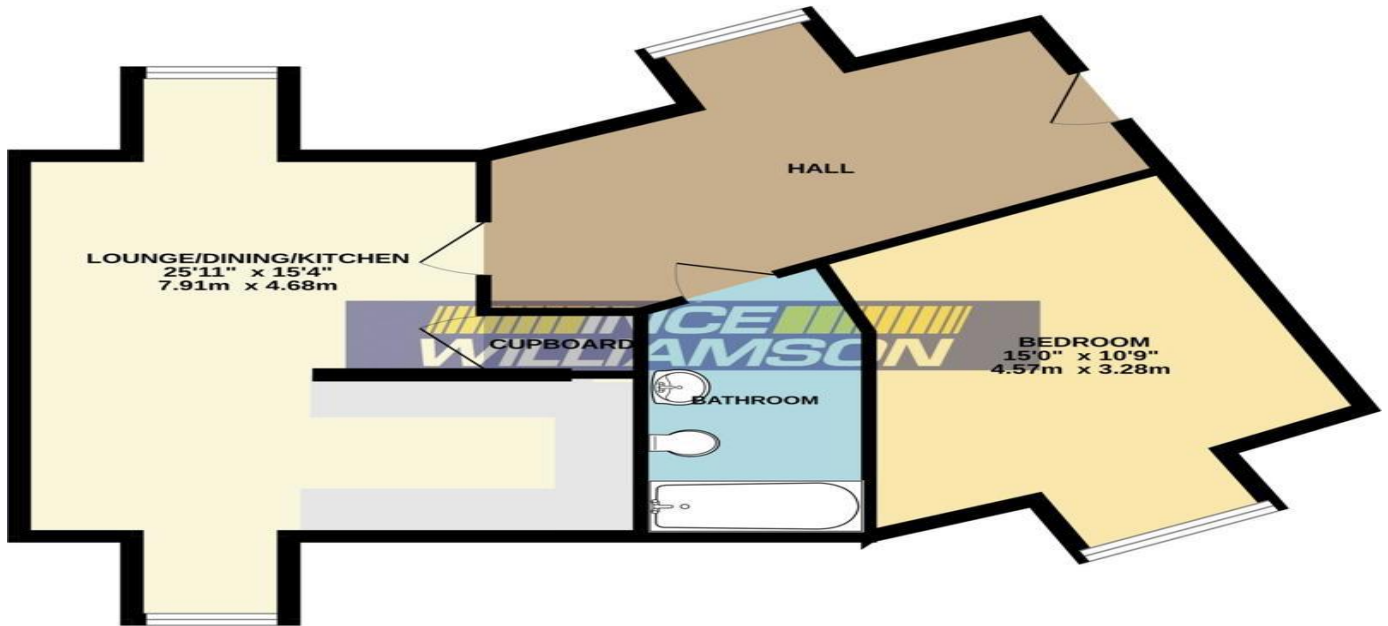 HALL
LOUNGE/DINING/KITCHEN
25'11" x 15'4"
7.91m x 4.68m
INCE
WILLIAMSON
CUPBOARD
BEDROOM
15'0" x 10'9"
4.57m x 3.28m
BATHROOM